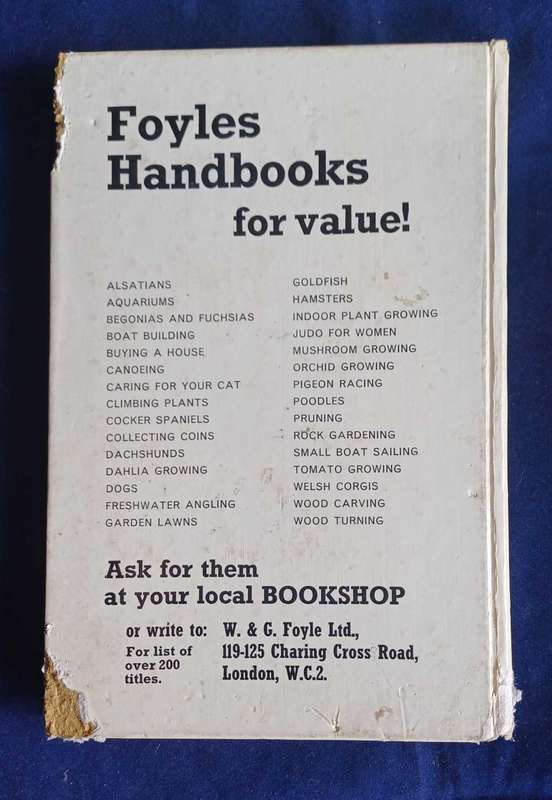 Foyles
Handbooks
for value!
ALSATIANS
AQUARIUMS
BEGONIAS AND FUCHSIAS
BOAT BUILDING
BUYING A HOUSE
CANOEING
CARING FOR YOUR CAT
CLIMBING PLANTS
COCKER SPANIELS
COLLECTING COINS
DACHSHUNDS
DAHLIA GROWING
DOGS
FRESHWATER ANGLING
GARDEN LAWNS
GOLDFISH
HAMSTERS
INDOOR PLANT GROWING
JUDO FOR WOMEN
MUSHROOM GROWING
ORCHID GROWING
PIGEON RACING
POODLES
PRUNING
ROCK GARDENING
SMALL BOAT SAILING
TOMATO GROWING
WELSH CORGIS
WOOD CARVING
WOOD TURNING
Ask for them
at your local BOOKSHOP
or write to:
For list of
over 200
titles.
W. & G. Foyle Ltd.,
119-125 Charing Cross Road,
London, W.C.2.